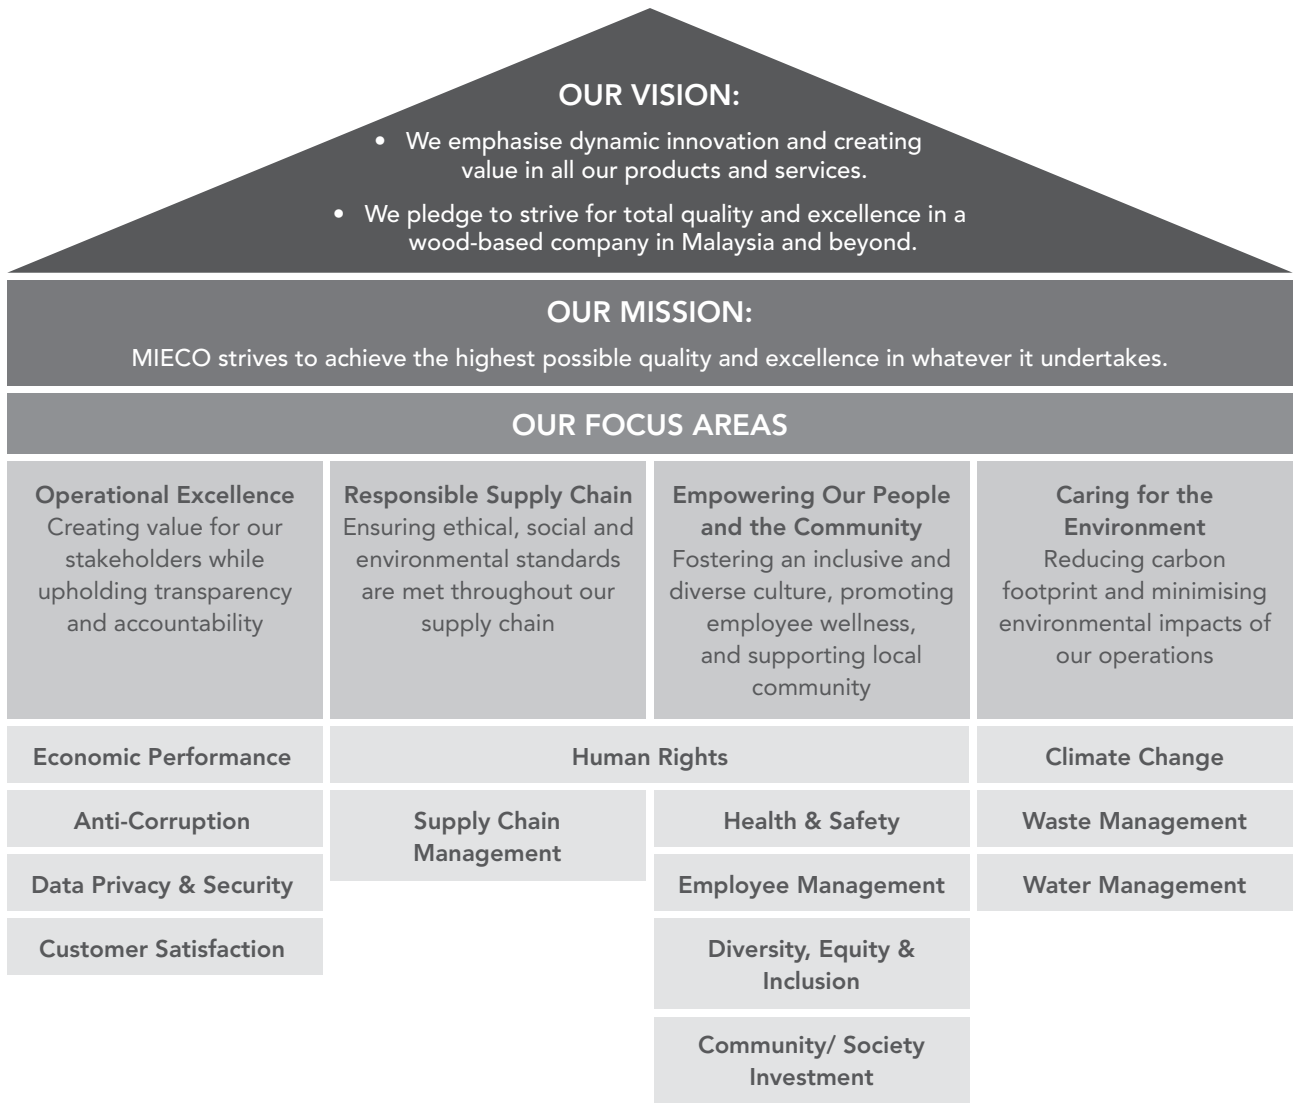 OUR VISION:
• We emphasise dynamic innovation and creating
value in all our products and services.
• We pledge to strive for total quality and excellence in a
wood-based company in Malaysia and beyond.
OUR MISSION:
MIECO strives to achieve the highest possible quality and excellence in whatever it undertakes.
OUR FOCUS AREAS
Operational Excellence
Creating value for our
stakeholders while
upholding transparency
and accountability
Responsible Supply Chain
Ensuring ethical, social and
environmental standards
are met throughout our
supply chain
Empowering Our People
and the Community
Fostering an inclusive and
diverse culture, promoting
employee wellness,
and supporting local
community
Caring for the
Environment
Reducing carbon
footprint and minimising
environmental impacts of
our operations
Economic Performance
Human Rights
Climate Change
Anti-Corruption
Supply Chain
Management
Health & Safety
Waste Management
Data Privacy & Security
Employee Management
Water Management
Customer Satisfaction
Diversity, Equity &
Inclusion
Community/ Society
Investment